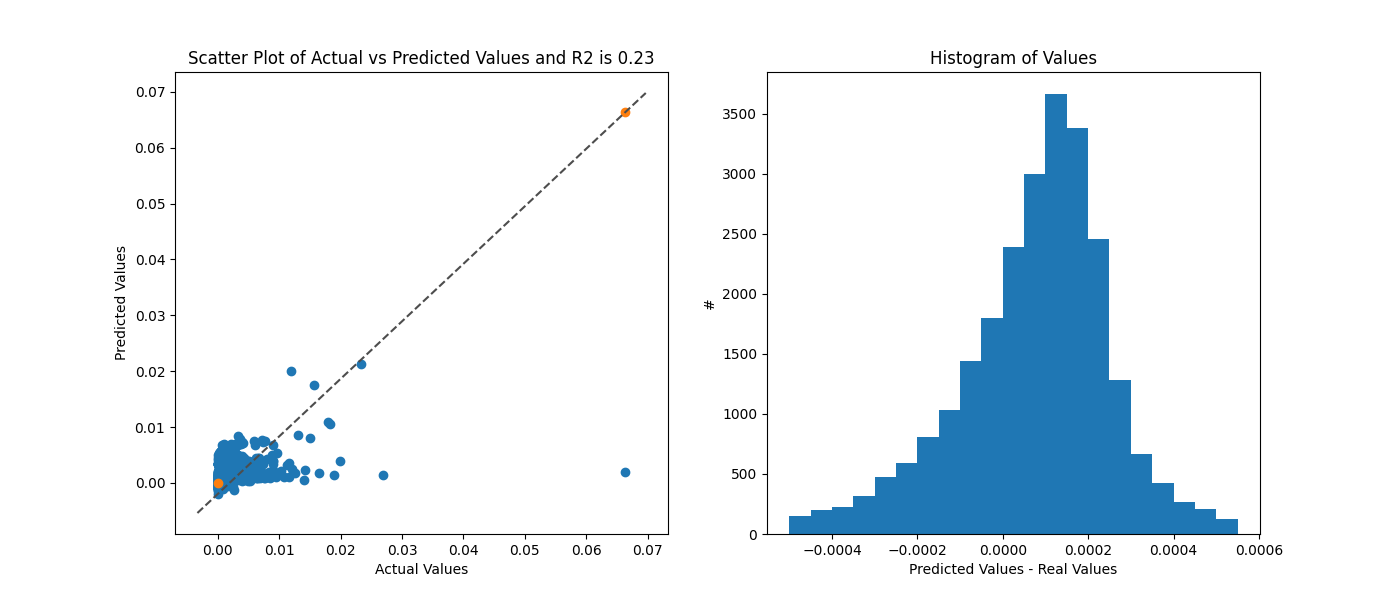 Scatter Plot of Actual vs Predicted Values and R2 is 0.23
0.07
0.06
0.05
0.04
0.03
0.02
0.01
0.00
Predicted Values
0.00 0.01 0.02 0.03 0.04 0.05 0.06 0.07
Actual Values
Histogram of Values
3500
3000
2500
2000
1500
1000
500
0
#
−0.0004 −0.0002 0.0000 0.0002 0.0004 0.0006
Predicted Values - Real Values